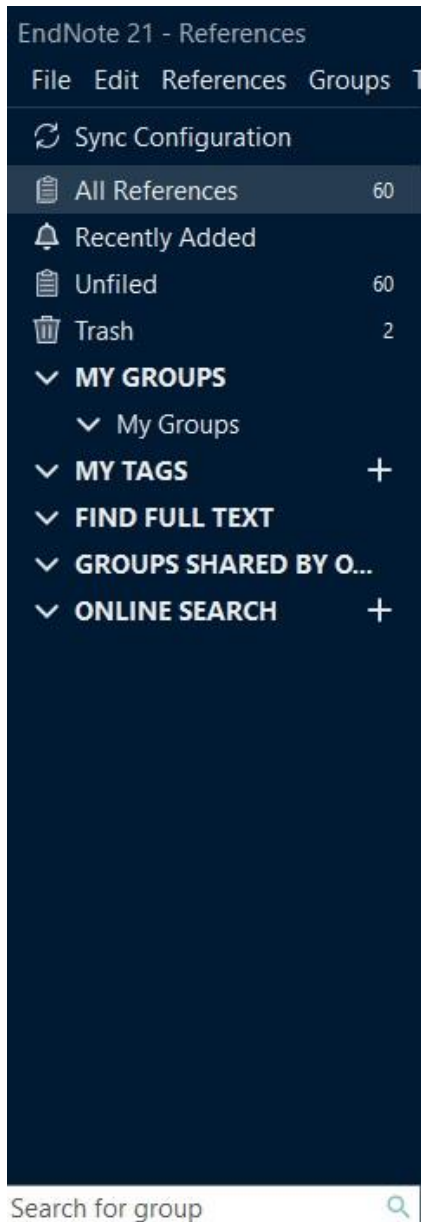 EndNote 21 - References
File Edit References Groups
Sync Configuration
All References 60
Recently Added
Unfiled 60
Trash 2
MY GROUPS
My Groups
MY TAGS +
FIND FULL TEXT
GROUPS SHARED BY O...
ONLINE SEARCH +
Search for group